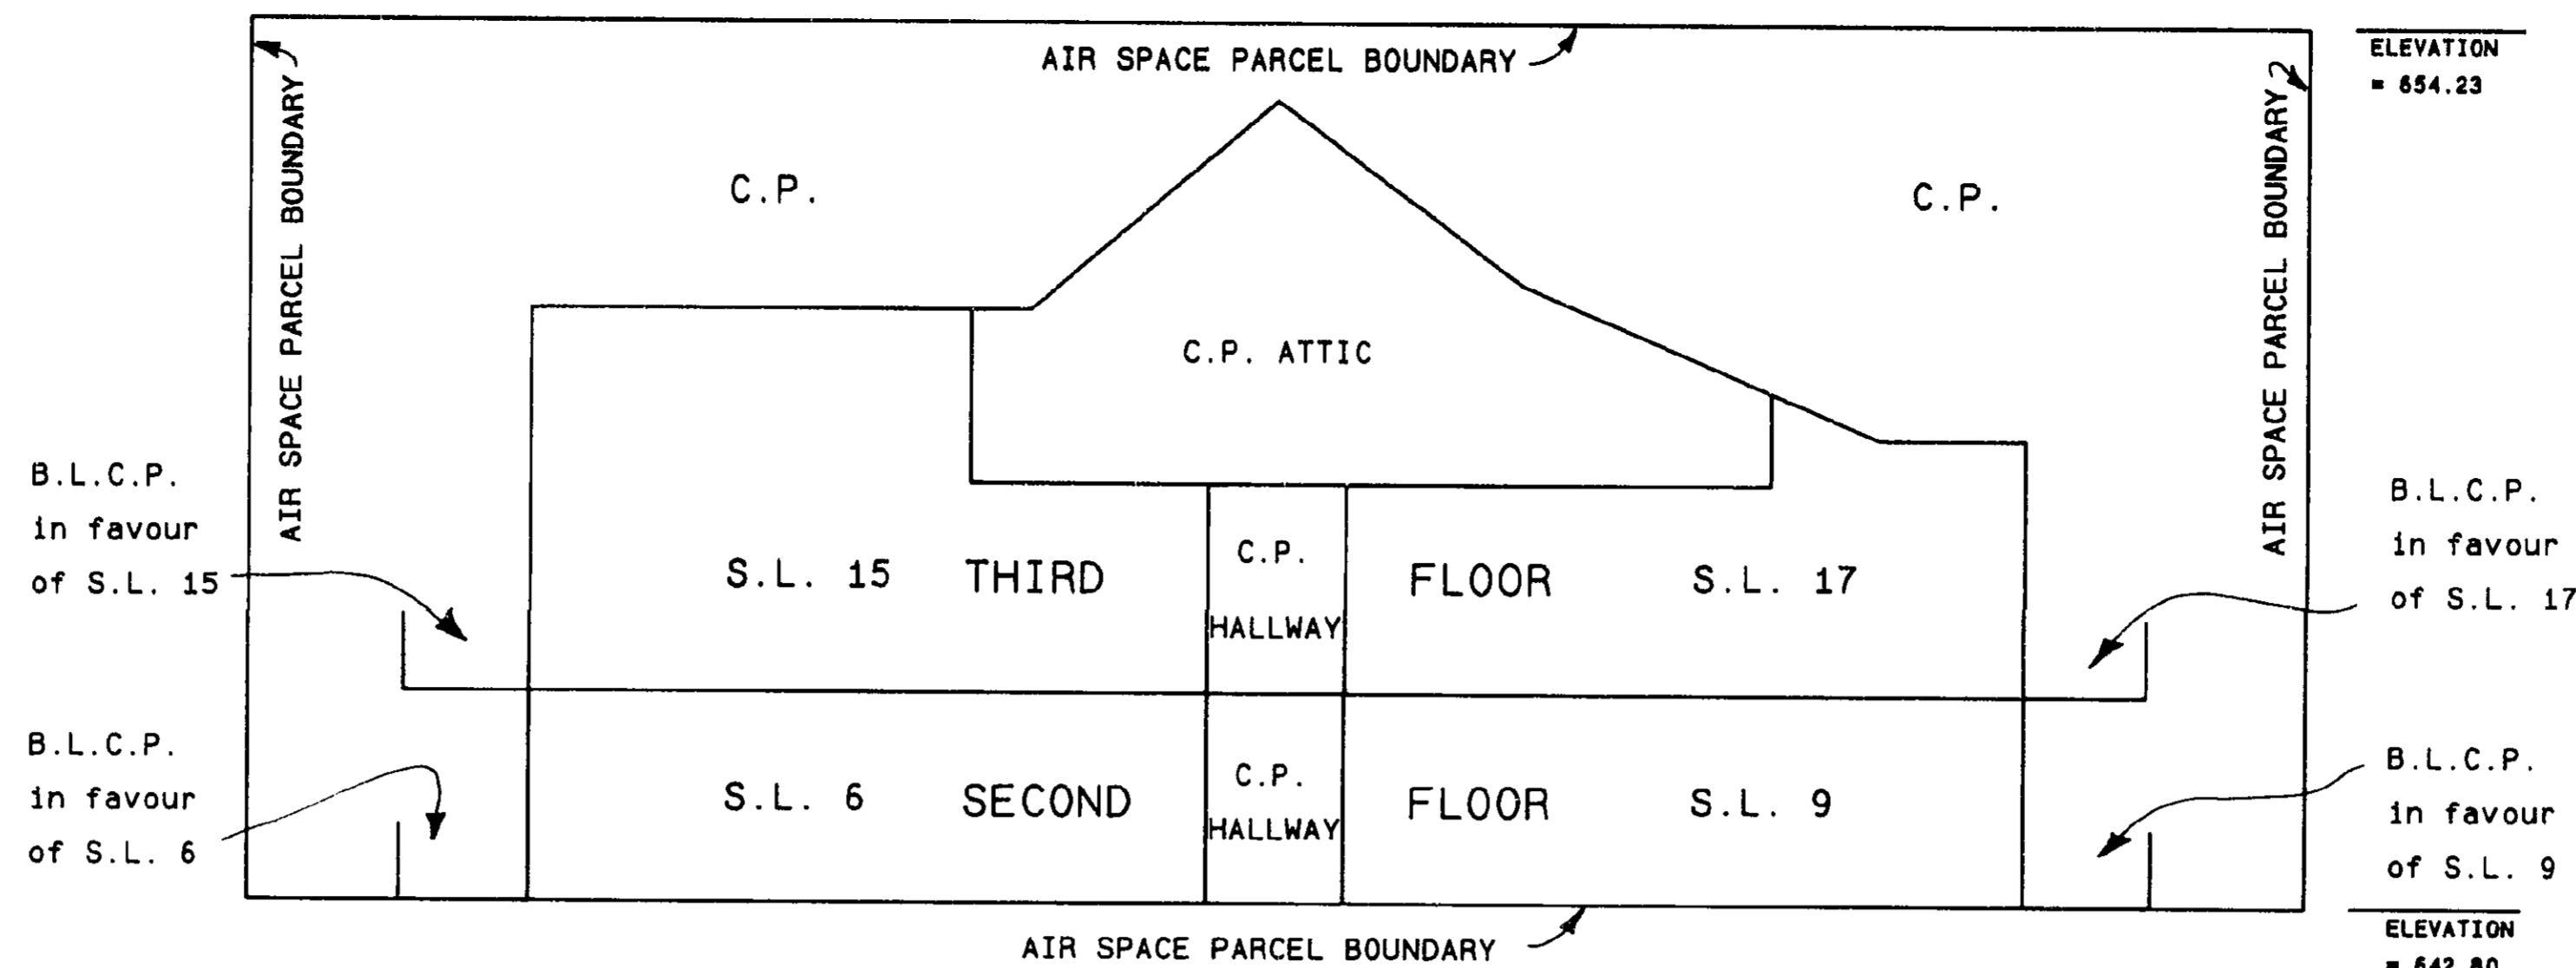 AIR SPACE PARCEL BOUNDARY
ELEVATION
= 654.23
AIR SPACE PARCEL BOUNDARY
AIR SPACE PARCEL BOUNDARY
C.P.
C.P.
C.P. ATTIC
B.L.C.P.
in favour
of S.L. 15
B.L.C.P.
in favour
of S.L. 17
S.L. 15 THIRD
C.P.
HALLWAY
FLOOR S.L. 17
B.L.C.P.
in favour
of S.L. 6
S.L. 6 SECOND
C.P.
HALLWAY
FLOOR S.L. 9
B.L.C.P.
in favour
of S.L. 9
AIR SPACE PARCEL BOUNDARY
ELEVATION
= 642.80